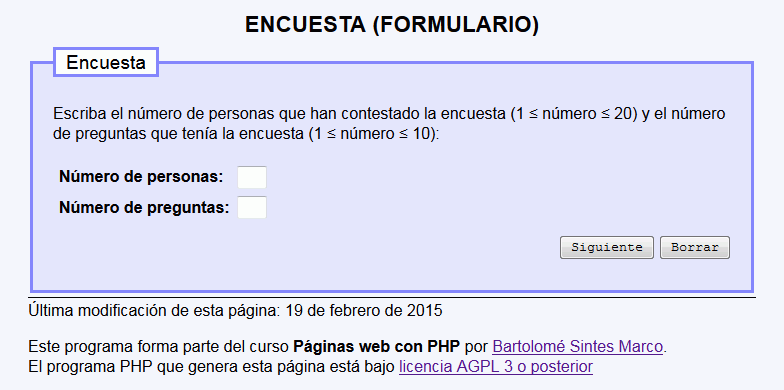 ENCUESTA (FORMULARIO)
Encuesta
Escriba el número de personas que han contestado la encuesta (1 ≤ número ≤ 20) y el número
de preguntas que tenía la encuesta (1 ≤ número ≤ 10):
Número de personas:
Número de preguntas:
Siguiente Borrar
Última modificación de esta página: 19 de febrero de 2015
Este programa forma parte del curso Páginas web con PHP por Bartolomé Sintes Marco.
El programa PHP que genera esta página está bajo licencia AGPL 3 o posterior